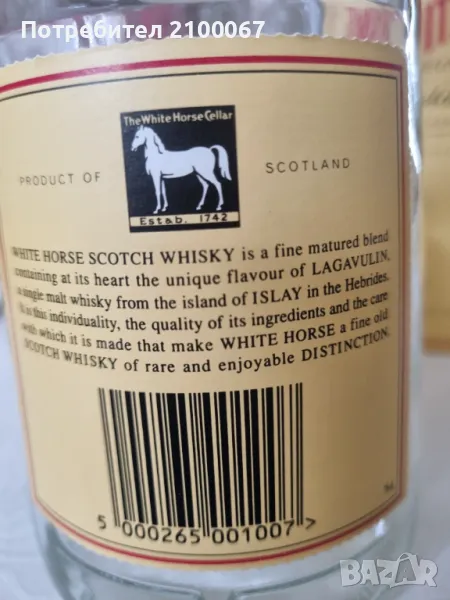 Потребител 2100067
The White Horse Cellar
PRODUCT OF
SCOTLAND
Estab. 1742
WHITE HORSE SCOTCH WHISKY is a fine matured blend
containing at its heart the unique flavour of LAGAVULIN,
a single malt whisky from the island of ISLAY in the Hebrides.
It is this individuality, the quality of its ingredients and the care
with which it is made that make WHITE HORSE a fine old
SCOTCH WHISKY of rare and enjoyable DISTINCTION.
5 000265 001007 >
BAZAR